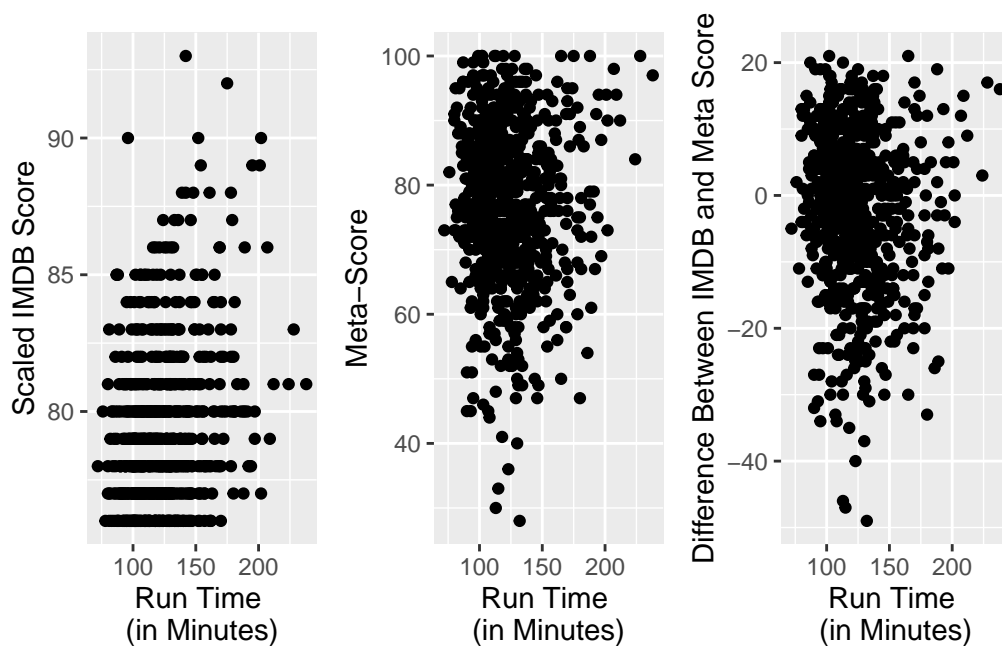 Scaled IMDB Score
90
85
80
100
150
200
Run Time
(in Minutes)
Meta−Score
100
80
60
40
100
150
200
Run Time
(in Minutes)
Difference Between IMDB and Meta Score
20
0
−20
−40
100
150
200
Run Time
(in Minutes)